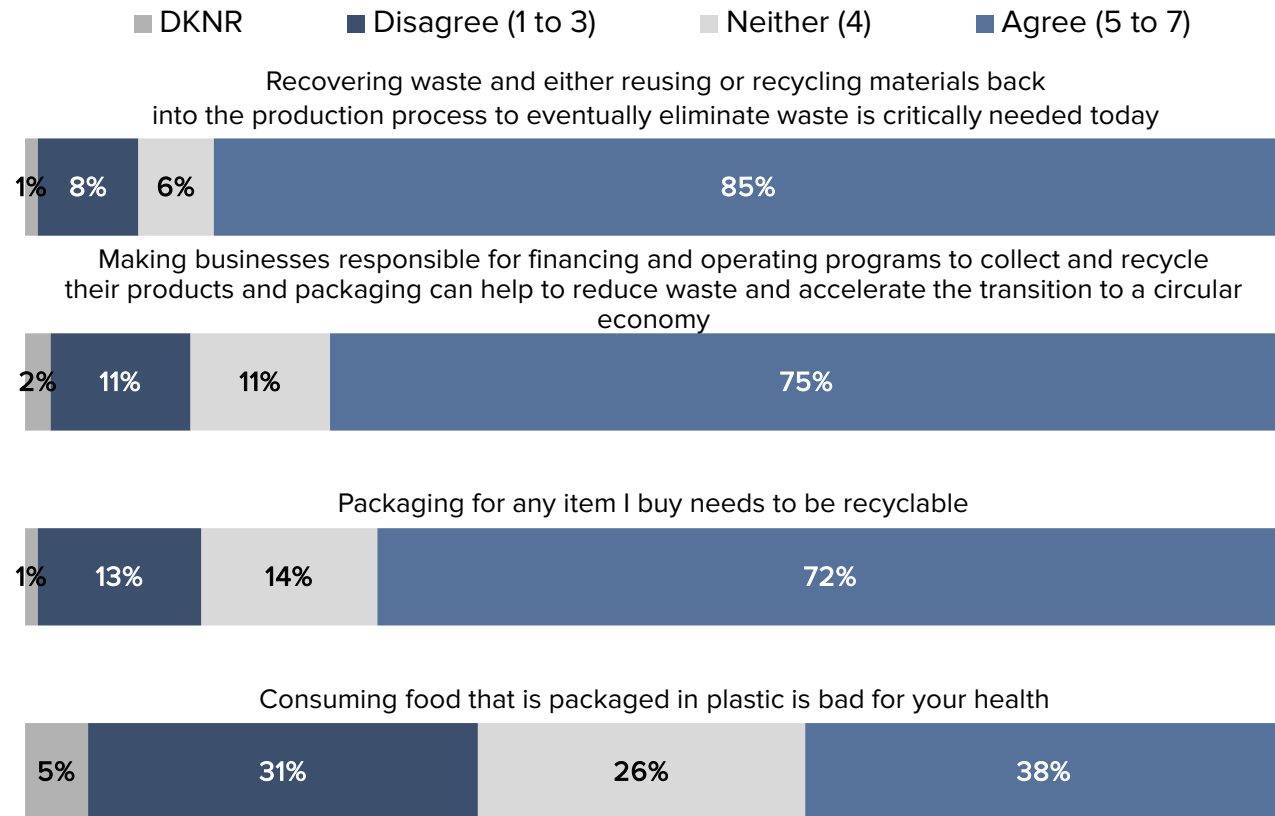 DKNR Disagree (1 to 3) Neither (4) Agree (5 to 7)
Recovering waste and either reusing or recycling materials back
into the production process to eventually eliminate waste is critically needed today
1% 8% 6% 85%
Making businesses responsible for financing and operating programs to collect and recycle
their products and packaging can help to reduce waste and accelerate the transition to a circular
economy
2% 11% 11% 75%
Packaging for any item I buy needs to be recyclable
1% 13% 14% 72%
Consuming food that is packaged in plastic is bad for your health
5% 31% 26% 38%